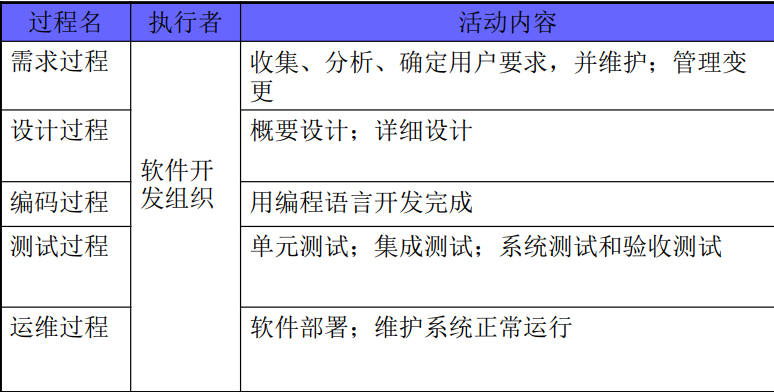 过程名 执行者 活动内容
需求过程 收集、分析、确定用户要求，并维护；管理变
更
设计过程 概要设计；详细设计
软件开
发组织
编码过程 用编程语言开发完成
测试过程 单元测试；集成测试；系统测试和验收测试
运维过程 软件部署；维护系统正常运行